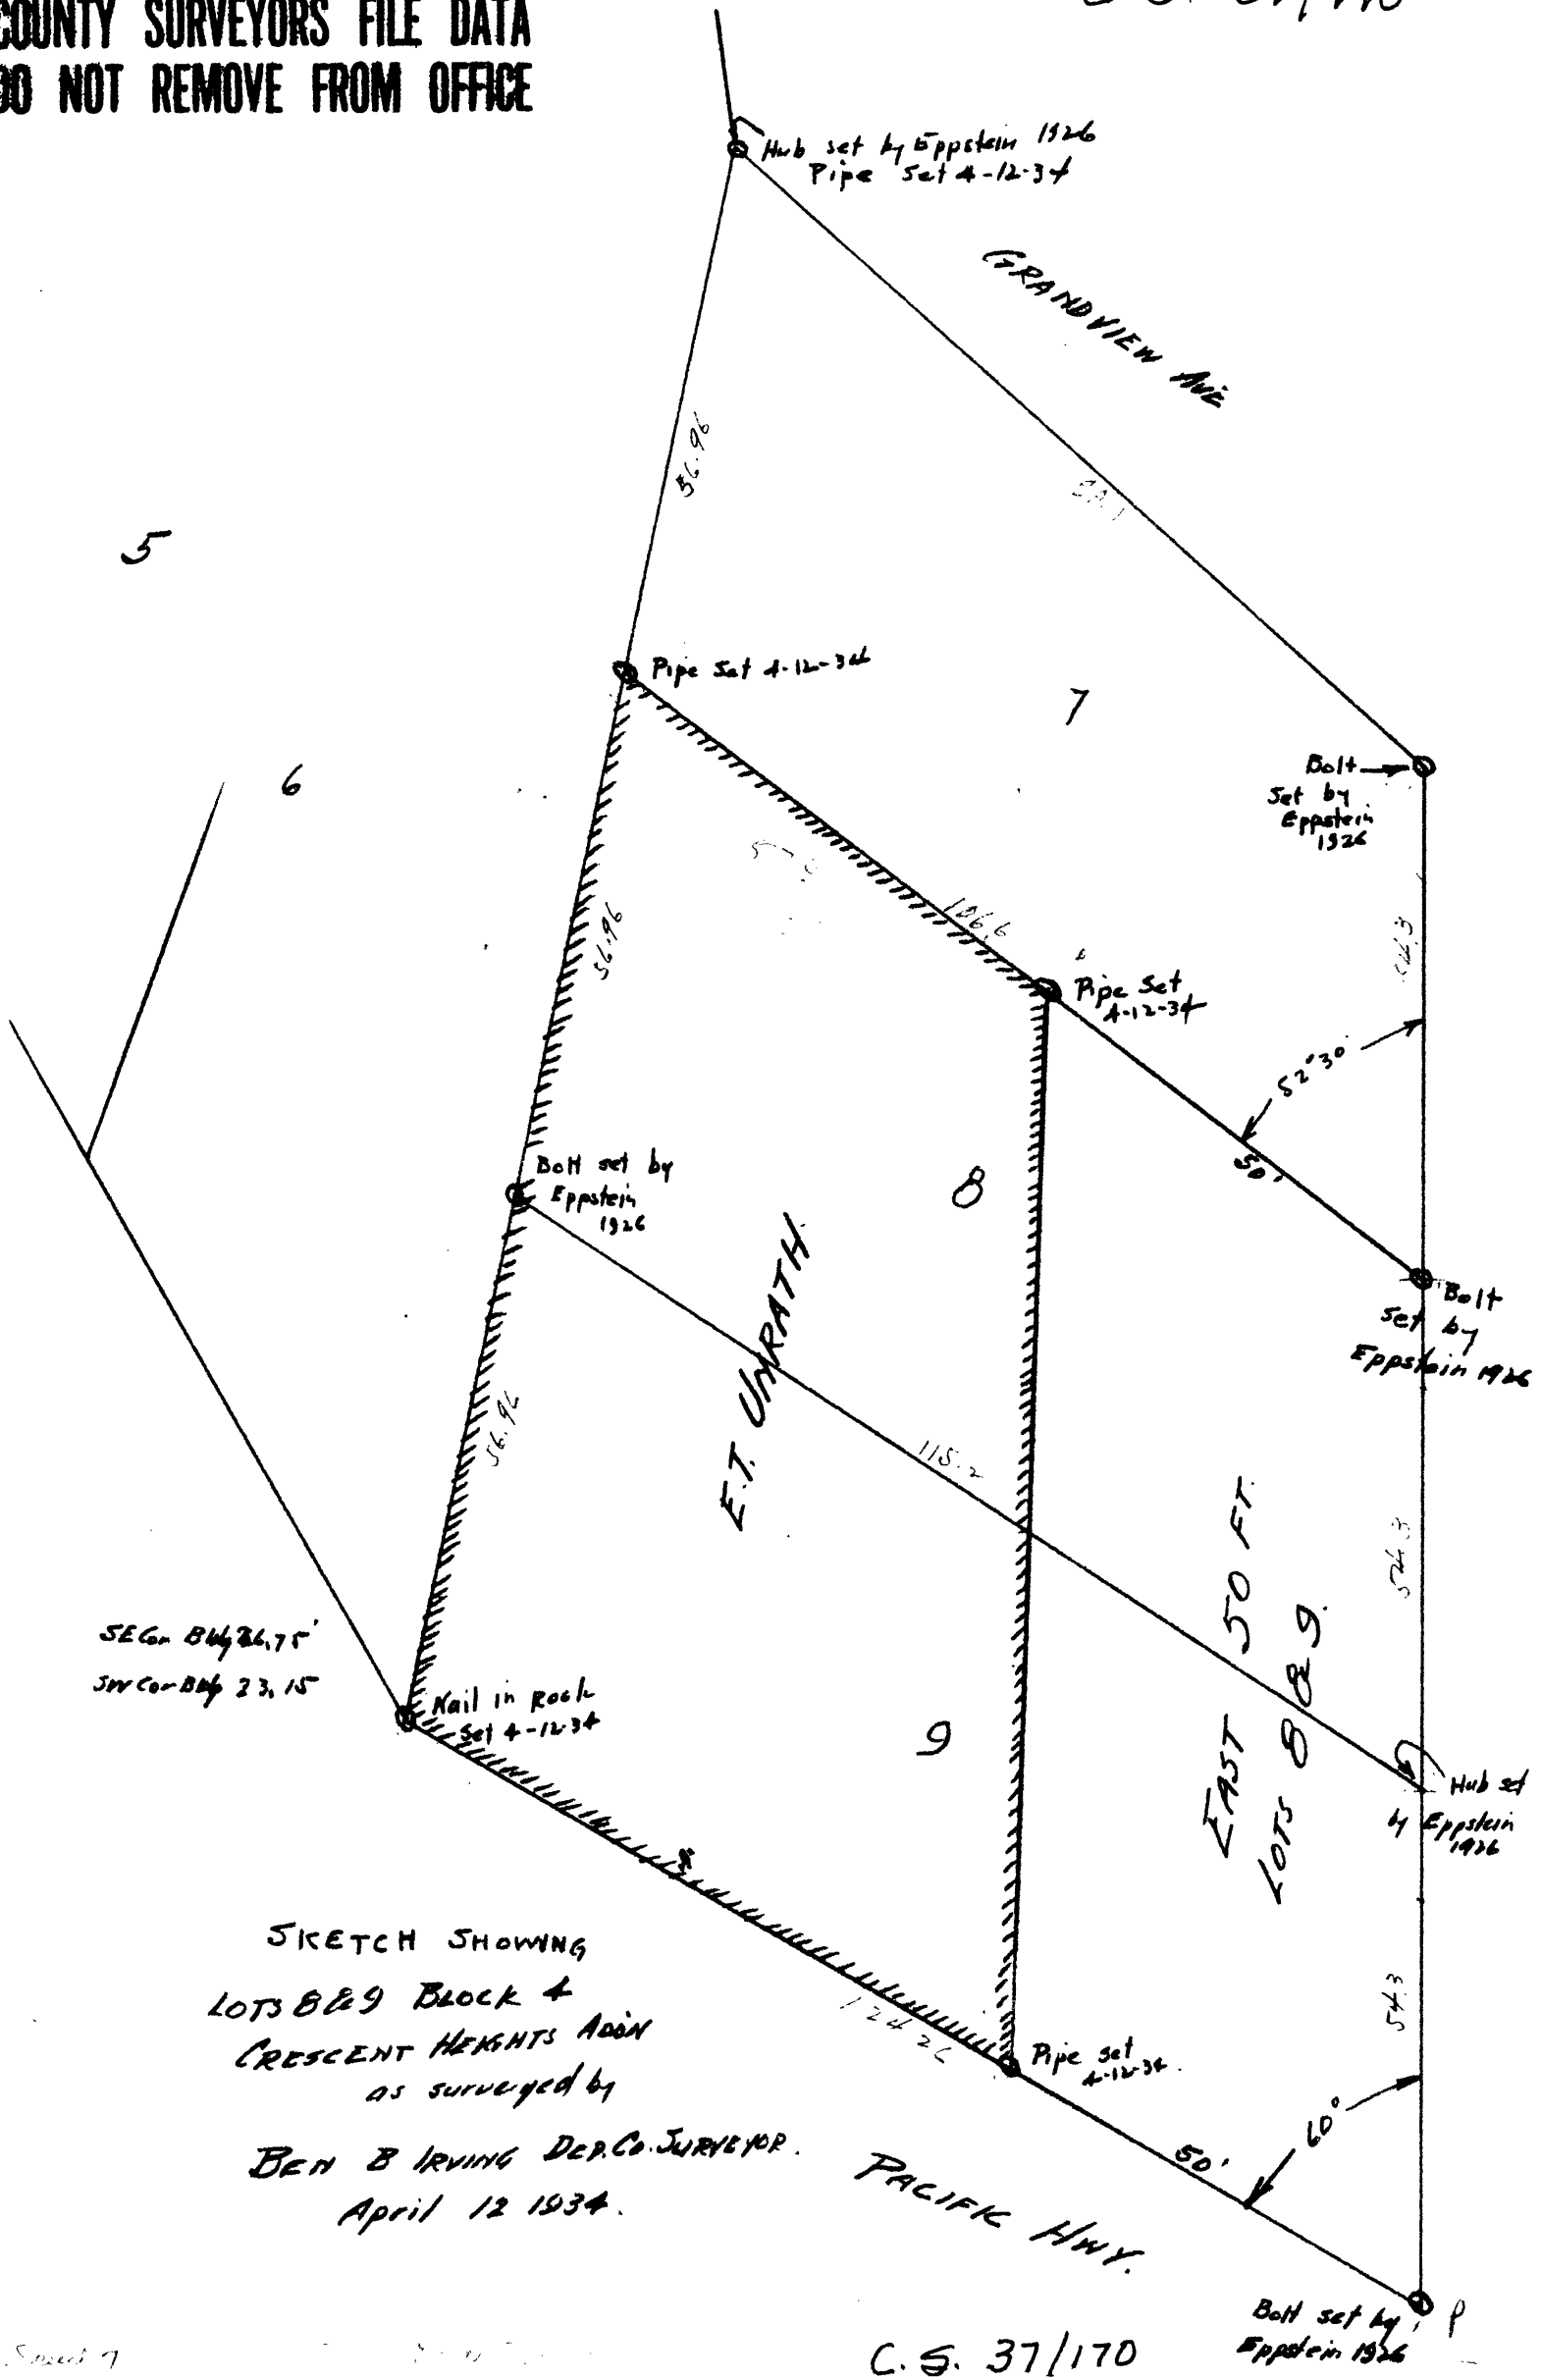 COUNTY SURVEYORS FILE DATA
DO NOT REMOVE FROM OFFICE
Hub set by Eppstein 1926
Pipe Set 4-12-34
GRANDVIEW AVE
56.96
5
Pipe Set 4-12-34
7
6
Bolt
Set by
Eppstein
1926
56.96
106.6
54.3
Pipe Set
4-12-34
52°30'
50'
Bolt set by
Eppstein
1926
8
E.T. UNRATH
Bolt
set by
Eppstein 1926
56.96
115.2
54.3
EAST 50 FT.
LOTS 8 & 9.
SE Cor Bldg 26.75'
SW Cor Bldg 23.15
Nail in Rock
Set 4-12-34
9
Hub set
by Eppstein
1926
SKETCH SHOWING
LOTS 8 & 9 BLOCK 4
CRESCENT HEIGHTS ADDN
as surveyed by
BEN B IRVING DEP. CO. SURVEYOR.
April 12 1934.
54.3
Pipe set
4-12-34.
60°
50'
PACIFIC HWY.
Bolt set by
Eppstein 1926
P
C.S. 37/170